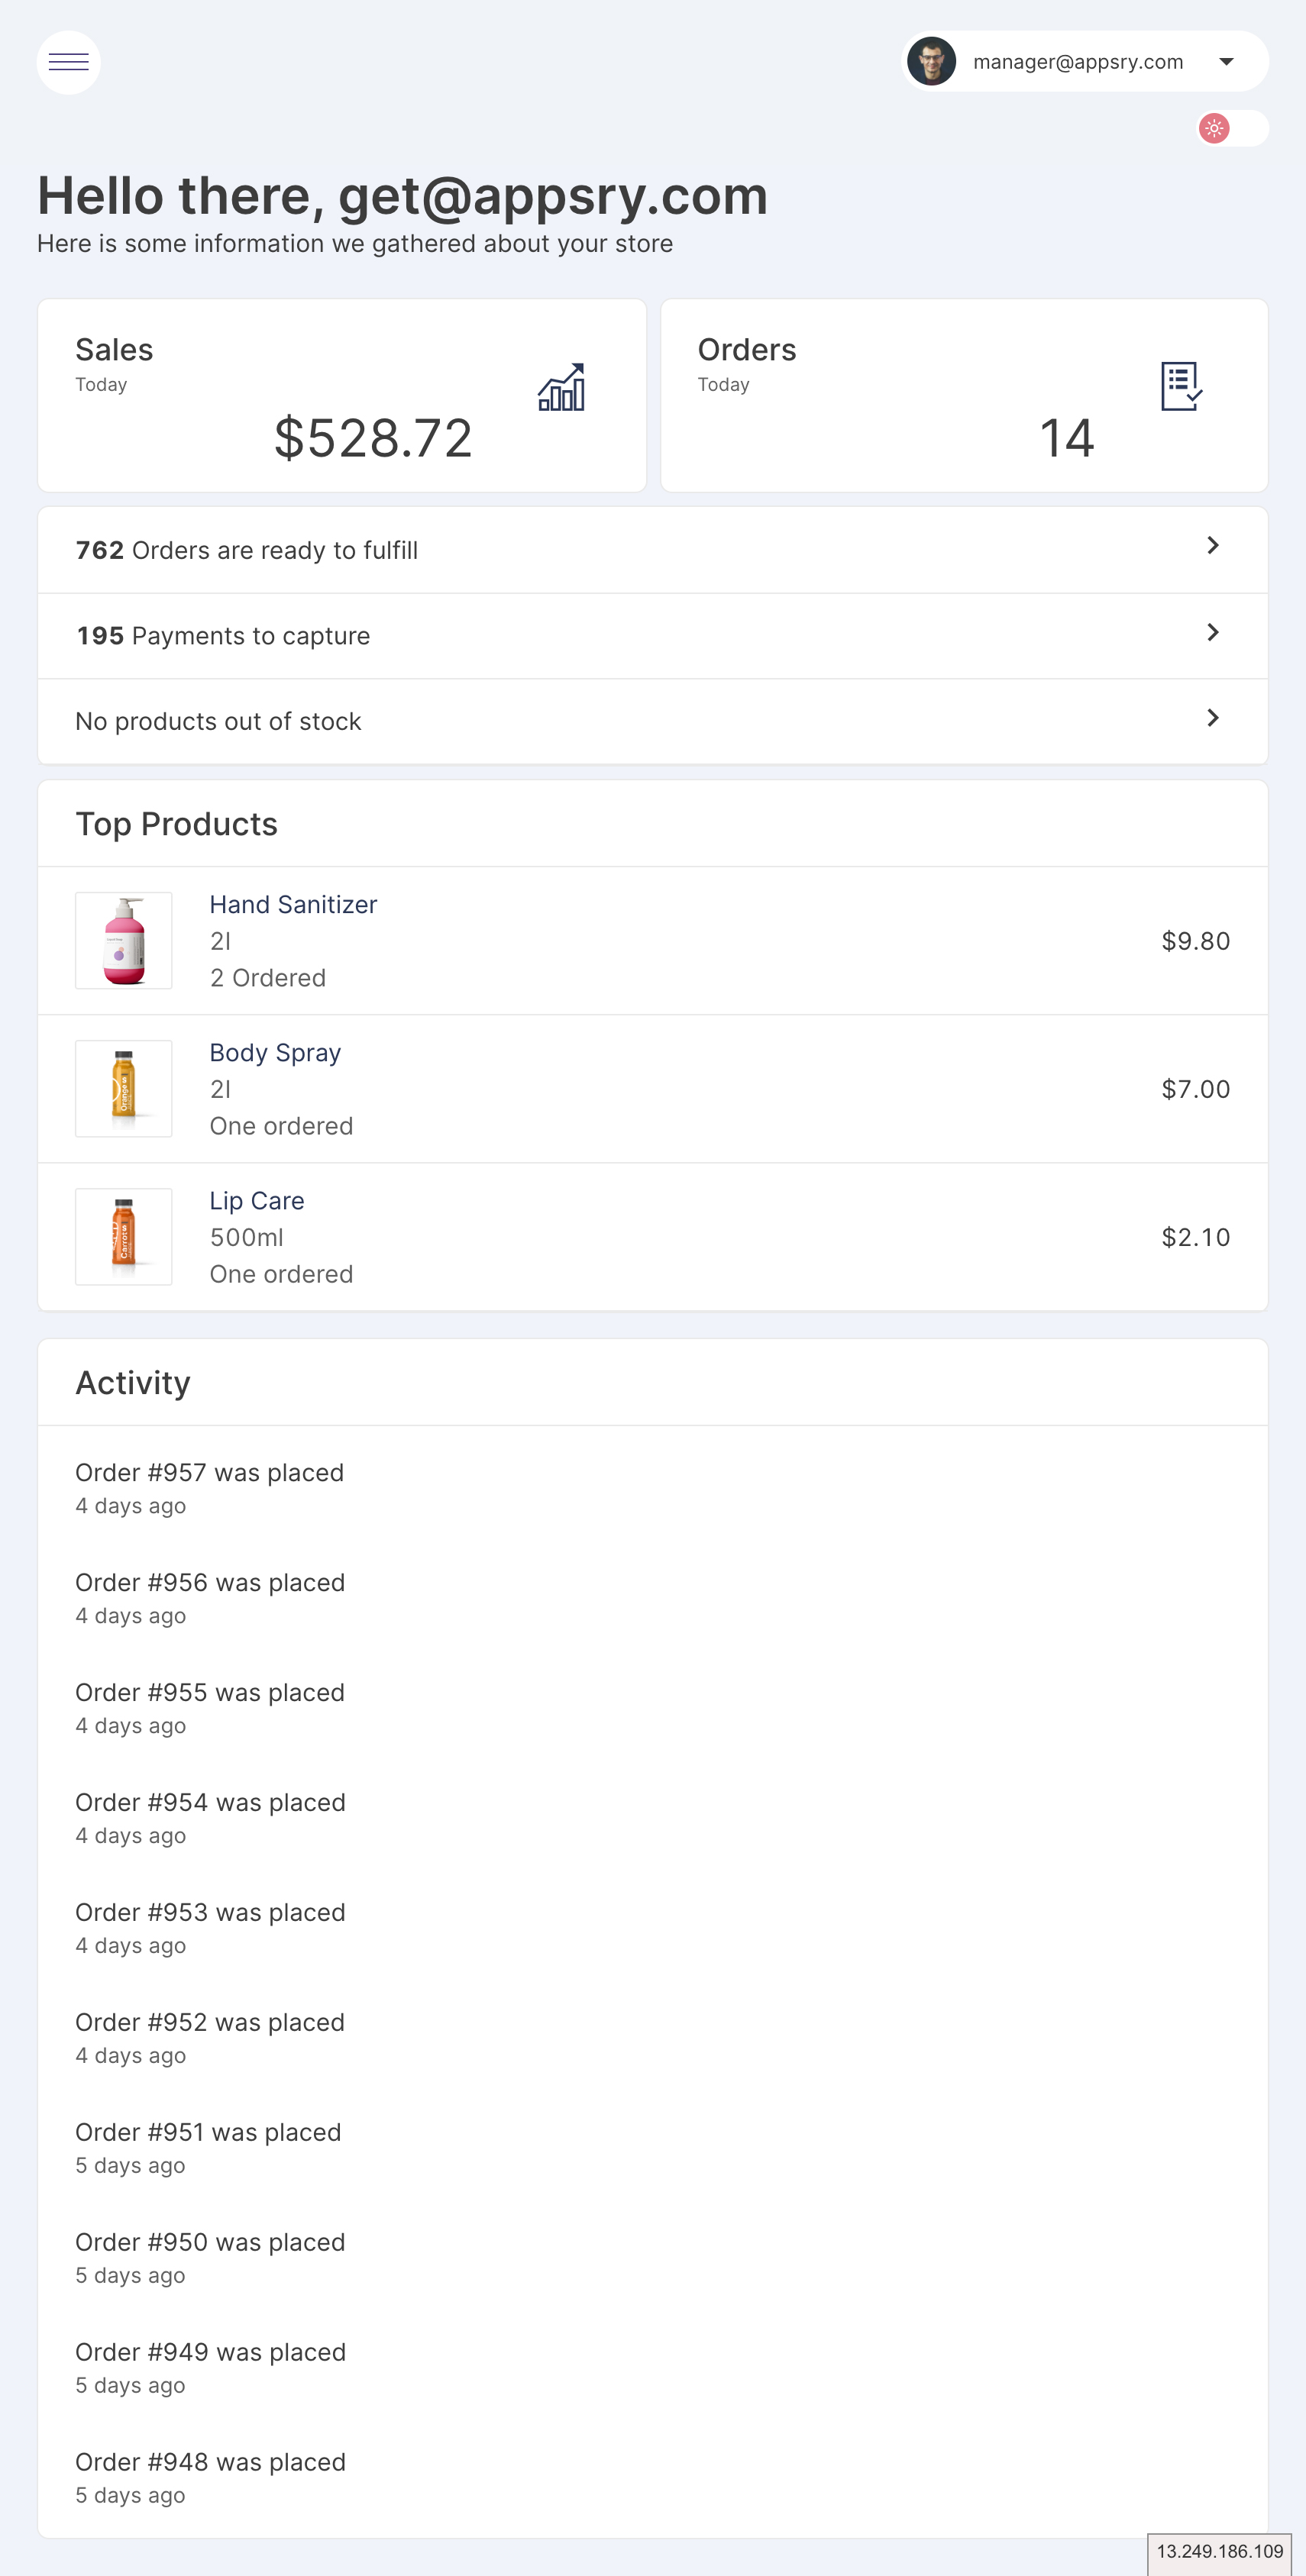 manager@appsry.com
Hello there, get@appsry.com
Here is some information we gathered about your store
Sales
Today
$528.72
Orders
Today
14
762 Orders are ready to fulfill
195 Payments to capture
No products out of stock
Top Products
Hand Sanitizer
2l
2 Ordered
$9.80
Orange
Body Spray
2l
One ordered
$7.00
Carrots
Lip Care
500ml
One ordered
$2.10
Activity
Order #957 was placed
4 days ago
Order #956 was placed
4 days ago
Order #955 was placed
4 days ago
Order #954 was placed
4 days ago
Order #953 was placed
4 days ago
Order #952 was placed
4 days ago
Order #951 was placed
5 days ago
Order #950 was placed
5 days ago
Order #949 was placed
5 days ago
Order #948 was placed
5 days ago
13.249.186.109